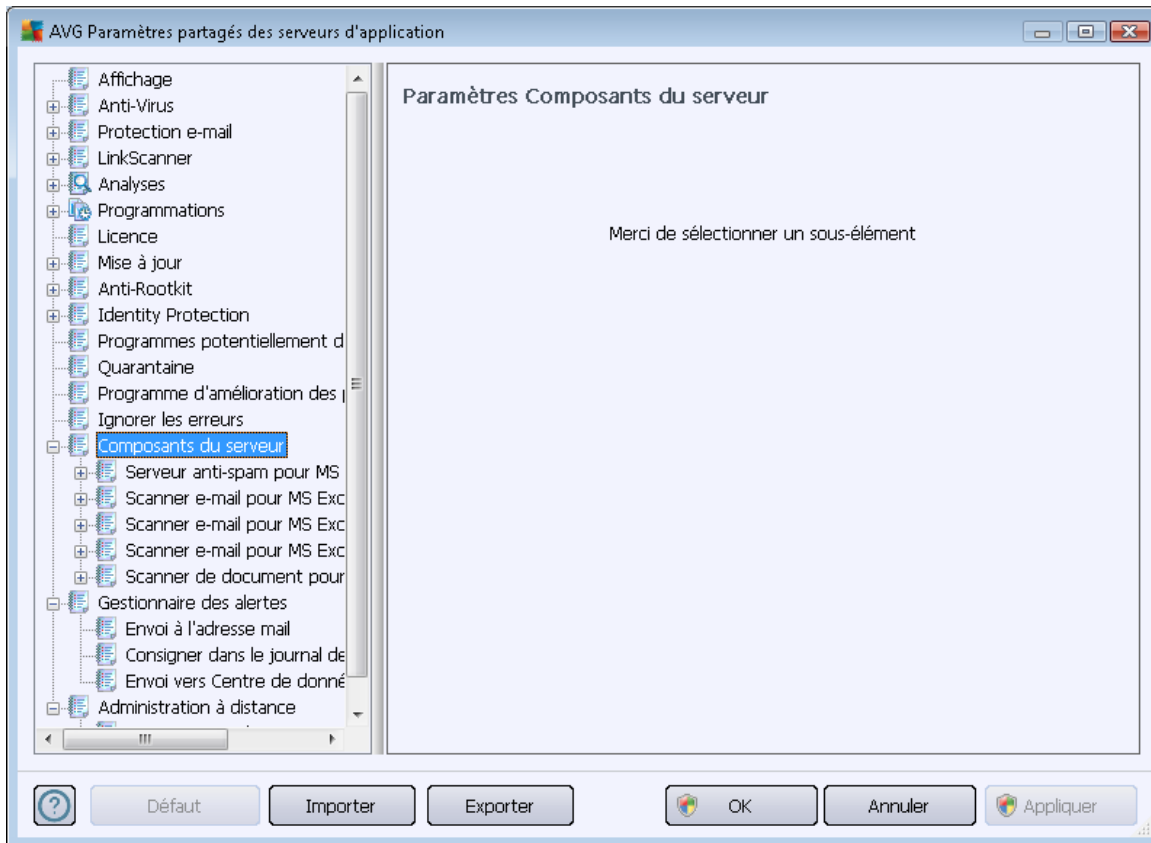 AVG Paramètres partagés des serveurs d'application
Affichage
Anti-Virus
Protection e-mail
LinkScanner
Analyses
Programmations
Licence
Mise à jour
Anti-Rootkit
Identity Protection
Programmes potentiellement d
Quarantaine
Programme d'amélioration des
Ignorer les erreurs
Composants du serveur
Serveur anti-spam pour MS
Scanner e-mail pour MS Exc
Scanner e-mail pour MS Exc
Scanner e-mail pour MS Exc
Scanner de document pour
Gestionnaire des alertes
Envoi à l'adresse mail
Consigner dans le journal de
Envoi vers Centre de donné
Administration à distance
Paramètres Composants du serveur
Merci de sélectionner un sous-élément
?
Défaut
Importer
Exporter
OK
Annuler
Appliquer